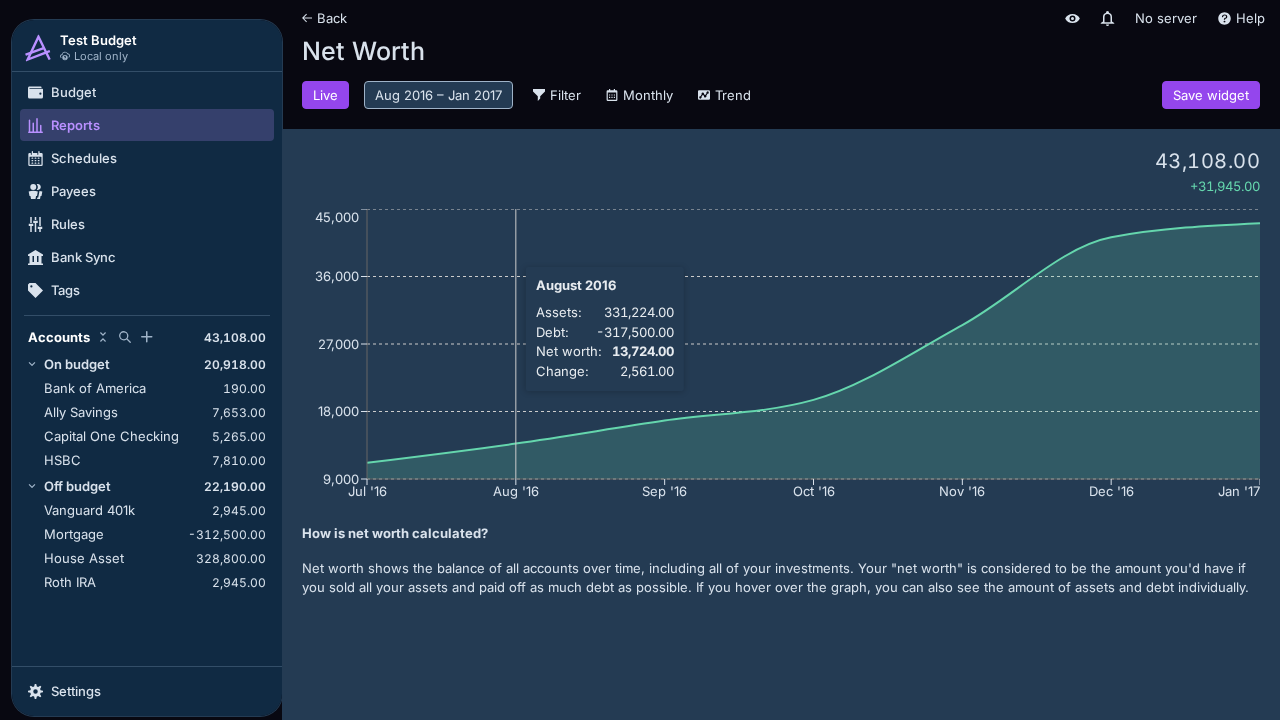 Test Budget
Local only
Budget
Reports
Schedules
Payees
Rules
Bank Sync
Tags
Accounts 43,108.00
On budget 20,918.00
Bank of America 190.00
Ally Savings 7,653.00
Capital One Checking 5,265.00
HSBC 7,810.00
Off budget 22,190.00
Vanguard 401k 2,945.00
Mortgage -312,500.00
House Asset 328,800.00
Roth IRA 2,945.00
Settings
Back
No server
Help
Net Worth
Live
Aug 2016 – Jan 2017
Filter
Monthly
Trend
Save widget
43,108.00
+31,945.00
45,000
36,000
27,000
18,000
9,000
August 2016
Assets: 331,224.00
Debt: -317,500.00
Net worth: 13,724.00
Change: 2,561.00
Jul '16 Aug '16 Sep '16 Oct '16 Nov '16 Dec '16 Jan '17
How is net worth calculated?
Net worth shows the balance of all accounts over time, including all of your investments. Your "net worth" is considered to be the amount you'd have if
you sold all your assets and paid off as much debt as possible. If you hover over the graph, you can also see the amount of assets and debt individually.